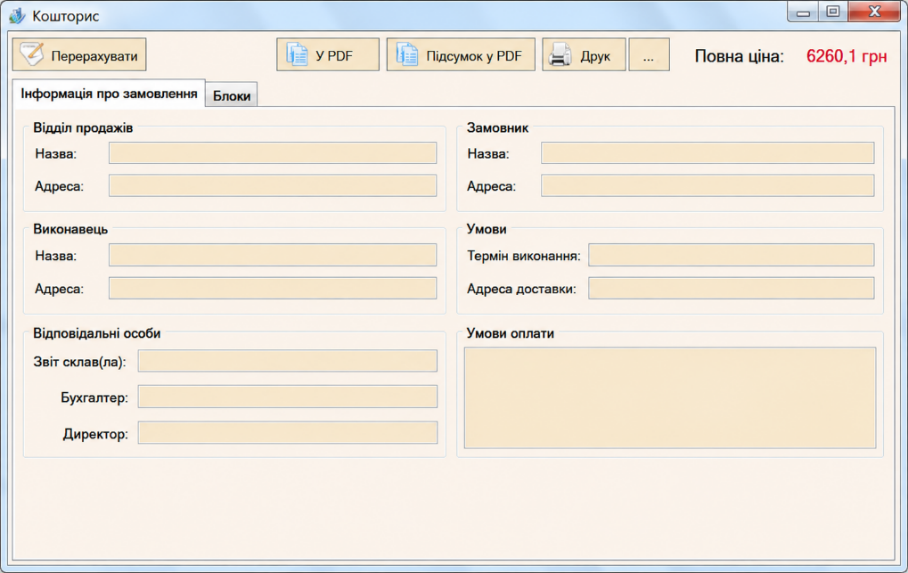 Кошторис
Перерахувати
У PDF
Підсумок у PDF
Друк
...
Повна ціна: 6260,1 грн
Інформація про замовлення
Блоки
Відділ продажів
Назва:
Адреса:
Замовник
Назва:
Адреса:
Виконавець
Назва:
Адреса:
Умови
Термін виконання:
Адреса доставки:
Відповідальні особи
Звіт склав(ла):
Бухгалтер:
Директор:
Умови оплати